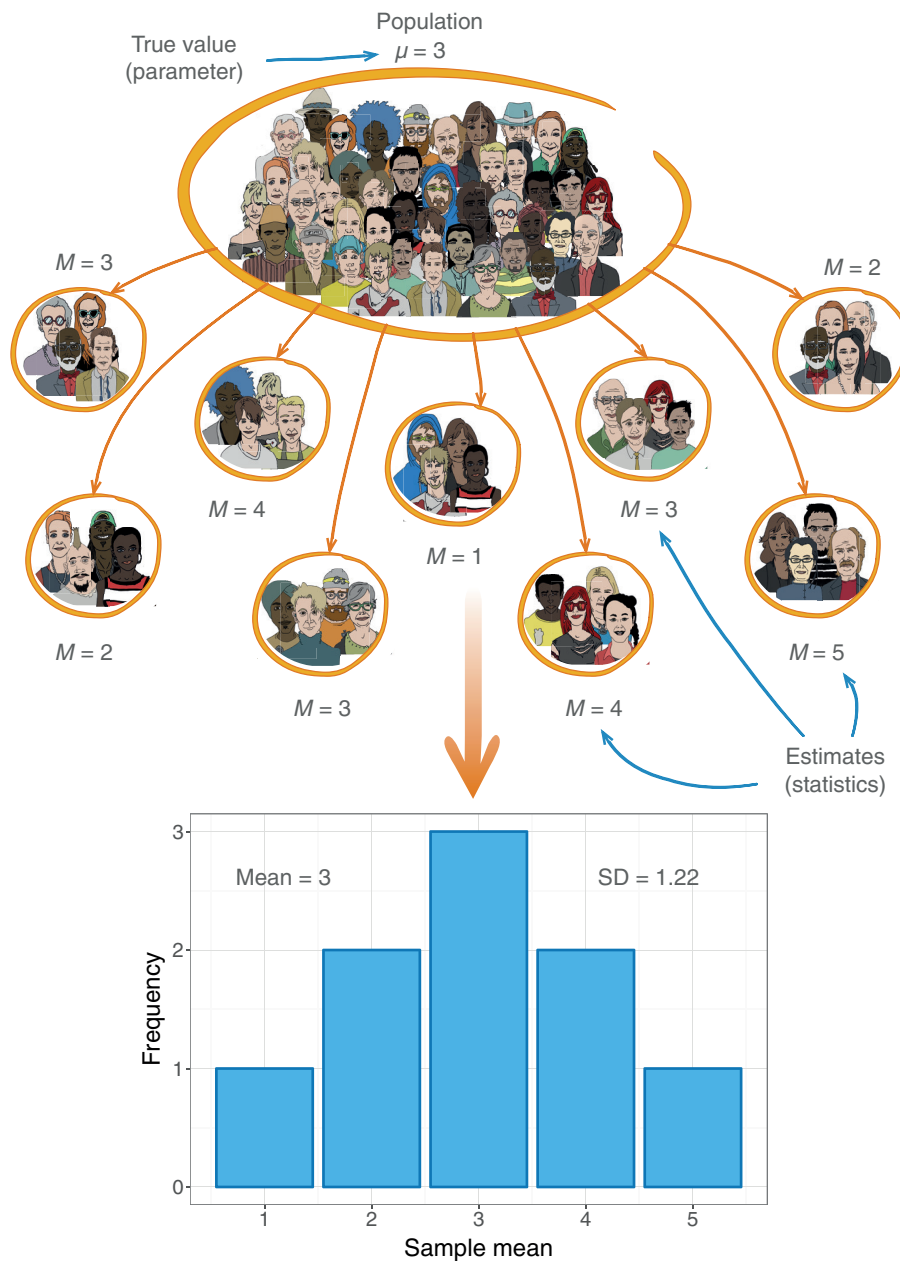 Population
μ = 3
True value
(parameter)
M = 3
M = 2
M = 4
M = 3
M = 1
M = 2
M = 5
M = 3
M = 4
Estimates
(statistics)
Mean = 3
SD = 1.22
Frequency
3
2
1
0
1
2
3
4
5
Sample mean